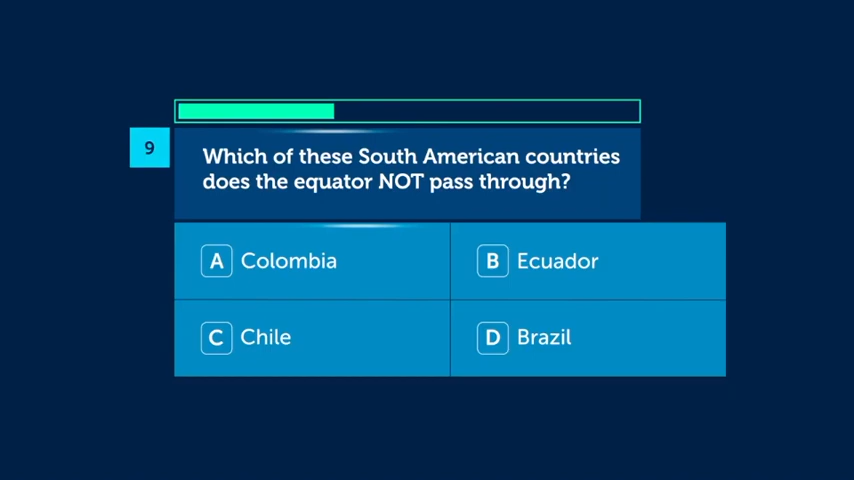 9
Which of these South American countries
does the equator NOT pass through?
A Colombia
B Ecuador
C Chile
D Brazil